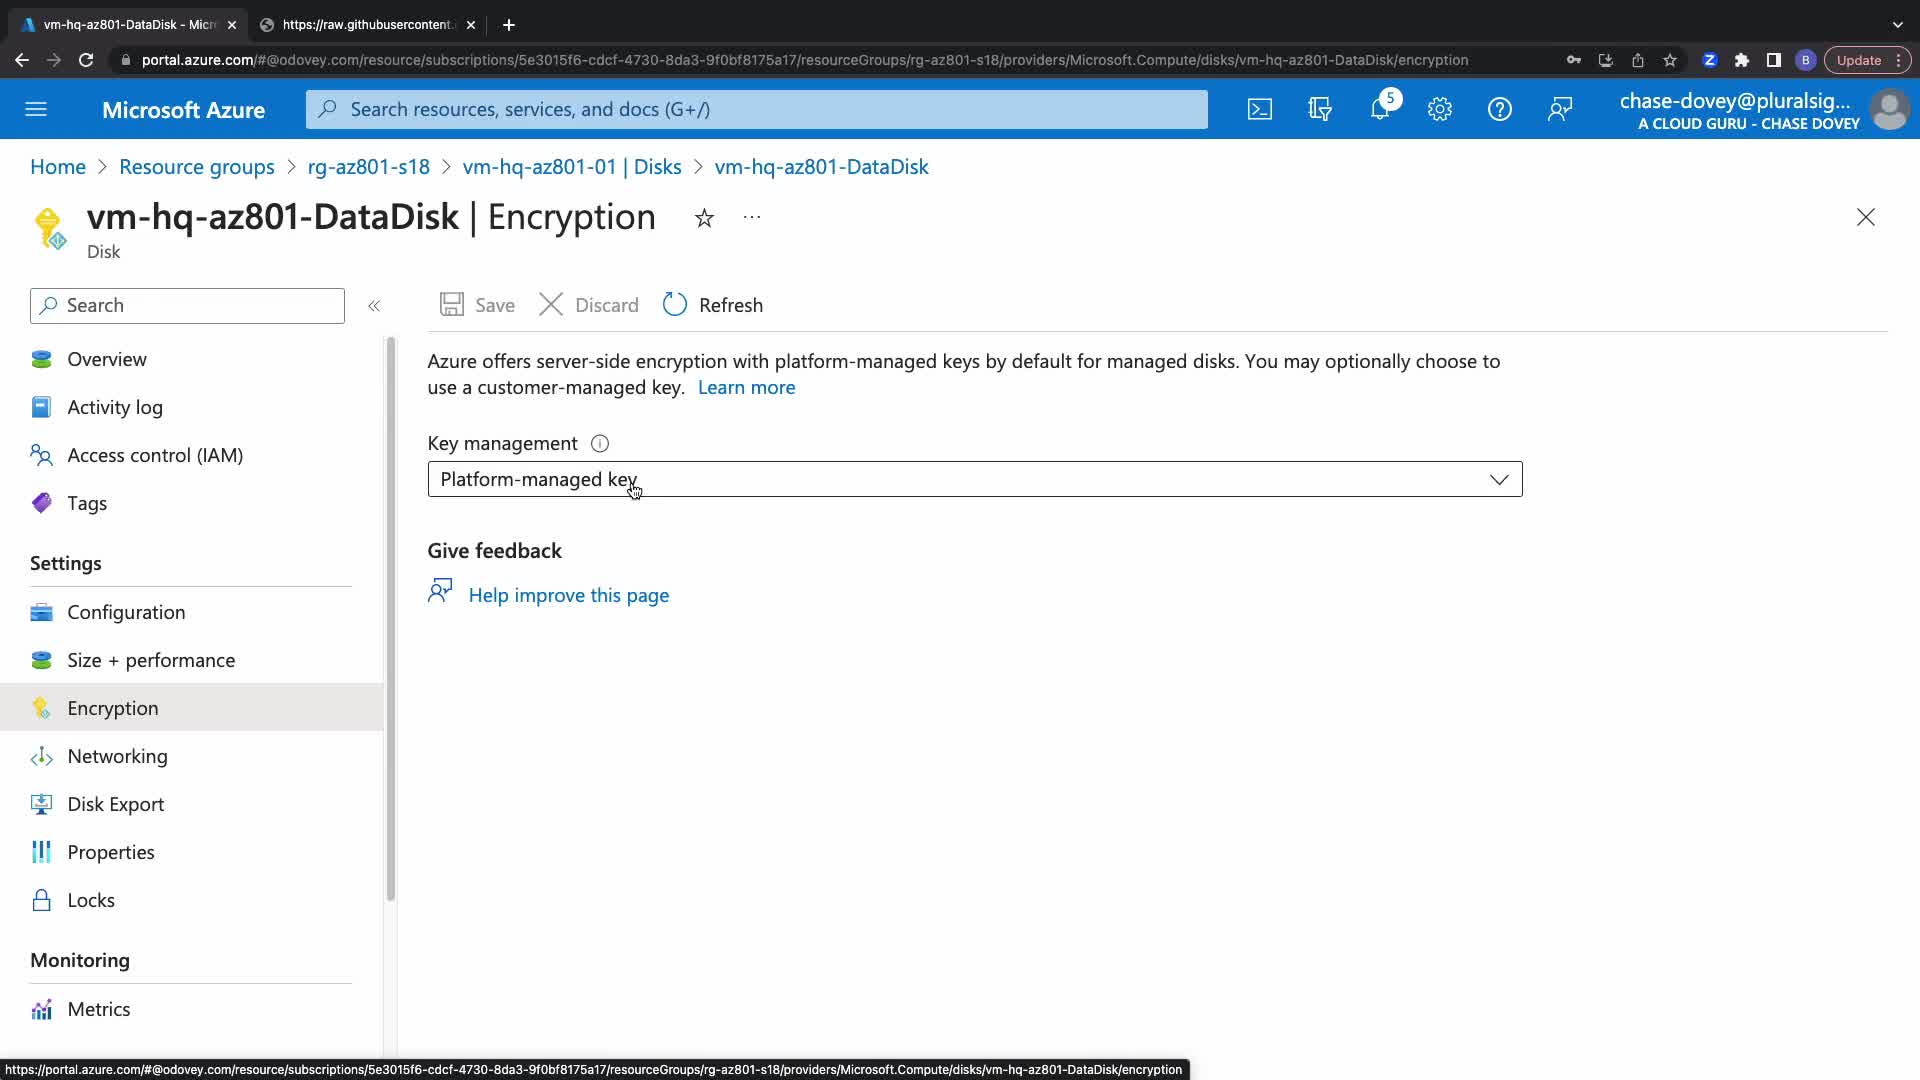 vm-hq-az801-DataDisk - Micr
https://raw.githubusercontent.
portal.azure.com/#@odovey.com/resource/subscriptions/5e3015f6-cdcf-4730-8da3-9f0bf8175a17/resourceGroups/rg-az801-s18/providers/Microsoft.Compute/disks/vm-hq-az801-DataDisk/encryption
Z
B
Update
Microsoft Azure
Search resources, services, and docs (G+/)
5
chase-dovey@pluralsig...
A CLOUD GURU - CHASE DOVEY
Home > Resource groups > rg-az801-s18 > vm-hq-az801-01 | Disks > vm-hq-az801-DataDisk
vm-hq-az801-DataDisk | Encryption
Disk
Search
Save
Discard
Refresh
Overview
Activity log
Access control (IAM)
Tags
Settings
Configuration
Size + performance
Encryption
Networking
Disk Export
Properties
Locks
Monitoring
Metrics
Azure offers server-side encryption with platform-managed keys by default for managed disks. You may optionally choose to
use a customer-managed key. Learn more
Key management
Platform-managed key
Give feedback
Help improve this page
https://portal.azure.com/#@odovey.com/resource/subscriptions/5e3015f6-cdcf-4730-8da3-9f0bf8175a17/resourceGroups/rg-az801-s18/providers/Microsoft.Compute/disks/vm-hq-az801-DataDisk/encryption